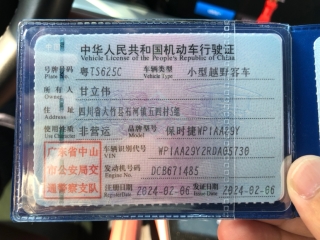 中华人民共和国机动车行驶证
Vehicle License of the People's Republic of China
号牌号码 粤T5625C 车辆类型 小型越野客车
Plate No. Vehicle Type
所有人 甘立伟
Owner
住址 四川省大竹县石河镇五四村5组
Address
使用性质 非营运 品牌型号 保时捷WP1AA29Y
Use Character Model
广东省中山市公安局交通警察支队
车辆识别代号 WP1AA29Y2RDA05730
VIN
发动机号码 DCB671485
Engine No.
注册日期 2024-02-06 发证日期 2024-02-06
Register Date Issue Date